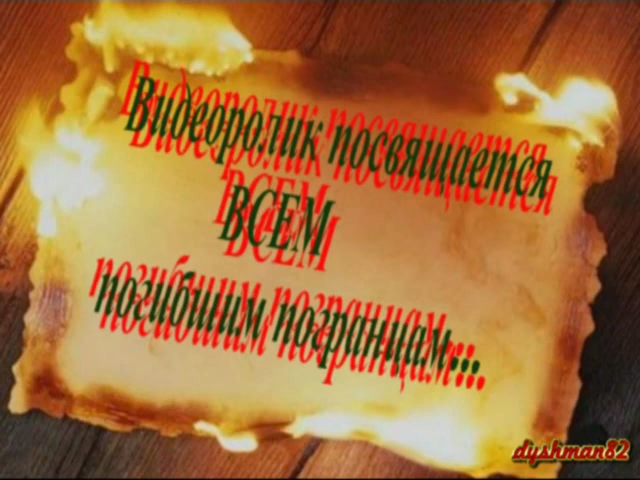 Видеоролик посвящается
ВСЕМ
погибшим погранцам...
dyshman82